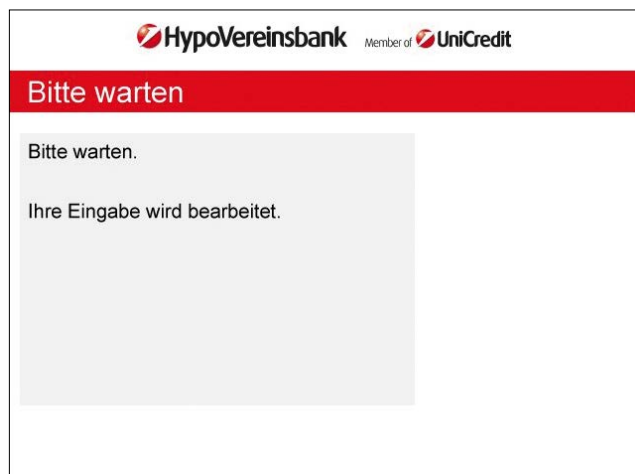 HypoVereinsbank Member of UniCredit
Bitte warten
Bitte warten.
Ihre Eingabe wird bearbeitet.